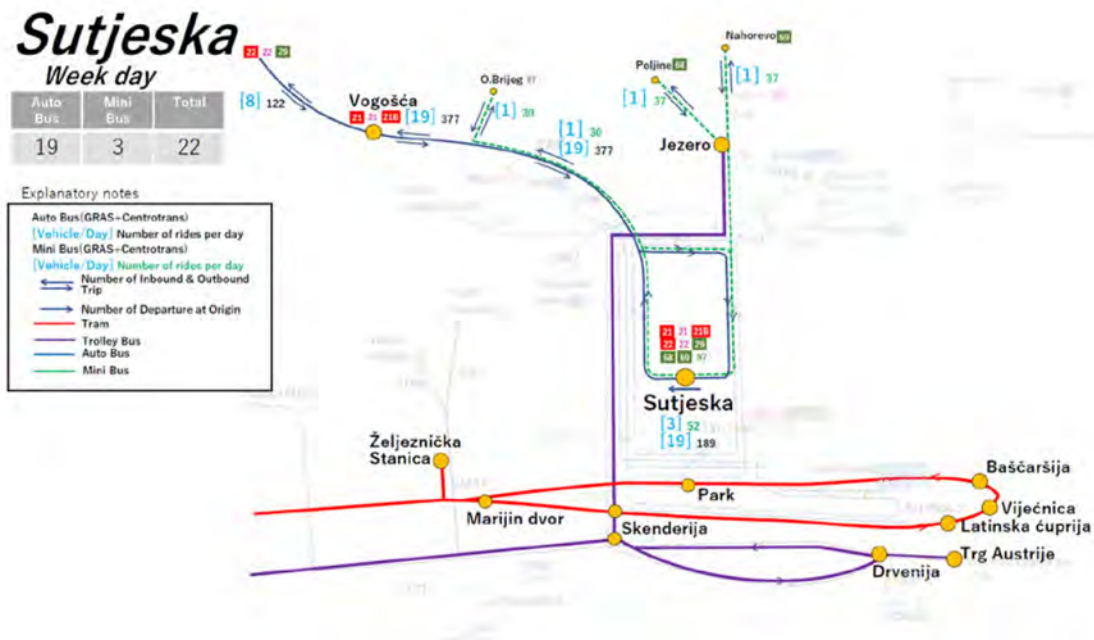 Sutjeska
Week day
Auto Bus Mini Bus Total
19 3 22
Explanatory notes
Auto Bus(GRAS+Centrotrans)
[Vehicle/Day] Number of rides per day
Mini Bus(GRAS+Centrotrans)
[Vehicle/Day] Number of rides per day
Number of Inbound & Outbound
Trip
Number of Departure at Origin
Tram
Trolley Bus
Auto Bus
Mini Bus
22 22 29
[8] 122
Vogošća
21 21 21B
[19] 377
O.Brijeg
[1] 30
[1] 30
[19] 377
Poljine 68
[1] 37
Nahorevo 69
[1] 37
Jezero
21 21 21B
22 22 29
68 69 97
Sutjeska
[3] 52
[19] 189
Željeznička
Stanica
Marijin dvor
Park
Skenderija
Baščaršija
Vijećnica
Latinska ćuprija
Trg Austrije
Drvenija